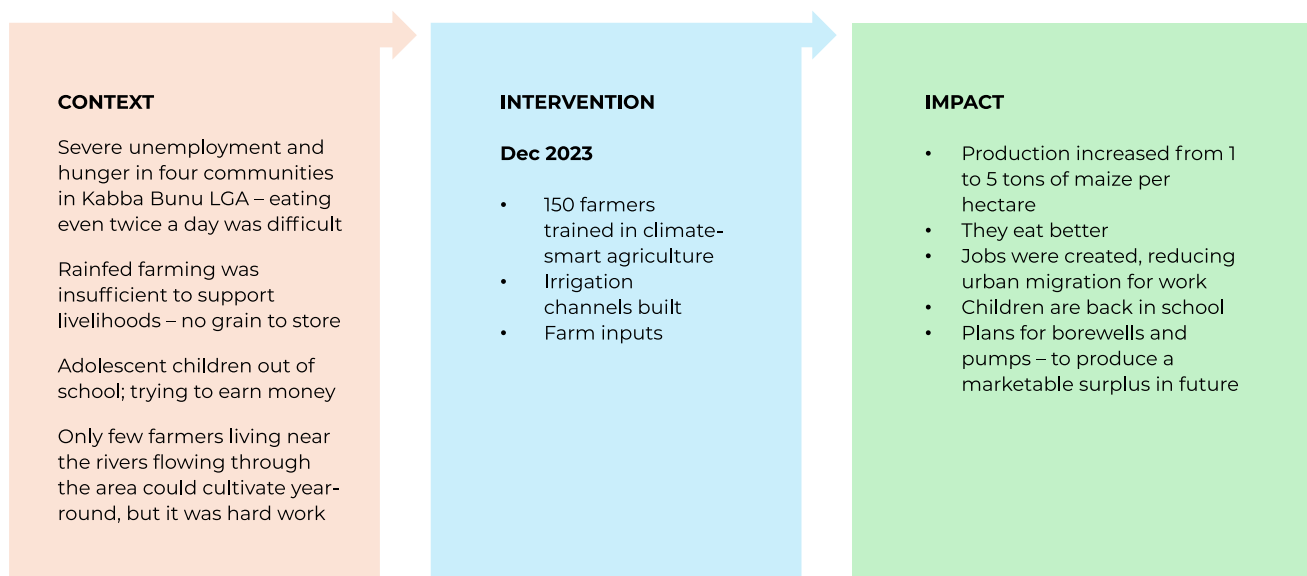 CONTEXT
Severe unemployment and
hunger in four communities
in Kabba Bunu LGA – eating
even twice a day was difficult
Rainfed farming was
insufficient to support
livelihoods – no grain to store
Adolescent children out of
school; trying to earn money
Only few farmers living near
the rivers flowing through
the area could cultivate year-
round, but it was hard work
INTERVENTION
Dec 2023
• 150 farmers
trained in climate-
smart agriculture
• Irrigation
channels built
• Farm inputs
IMPACT
• Production increased from 1
to 5 tons of maize per
hectare
• They eat better
• Jobs were created, reducing
urban migration for work
• Children are back in school
• Plans for borewells and
pumps – to produce a
marketable surplus in future